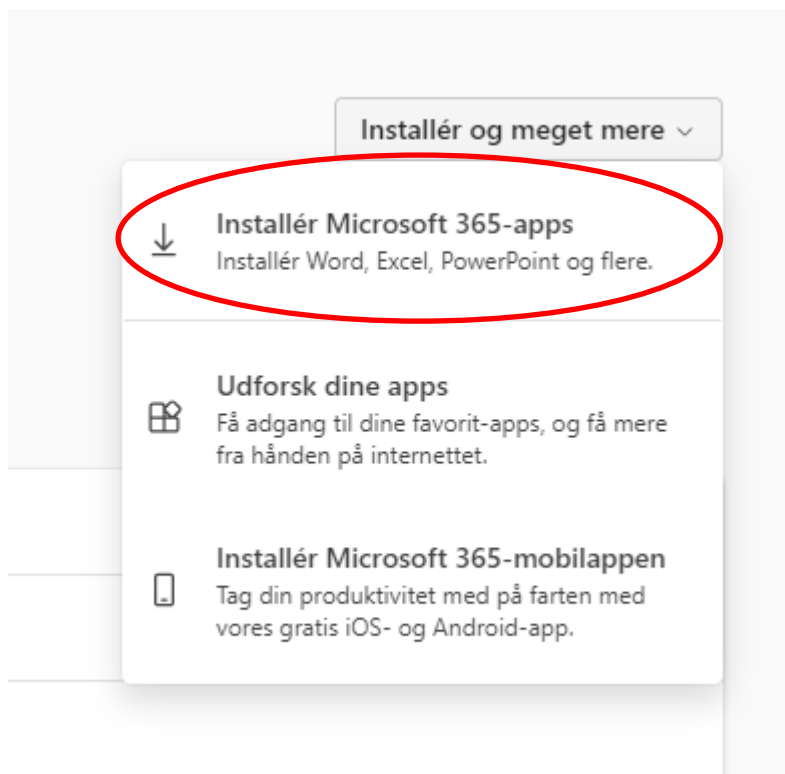 Installér og meget mere
Installér Microsoft 365-apps
Installér Word, Excel, PowerPoint og flere.
Udforsk dine apps
Få adgang til dine favorit-apps, og få mere
fra hånden på internettet.
Installér Microsoft 365-mobilappen
Tag din produktivitet med på farten med
vores gratis iOS- og Android-app.